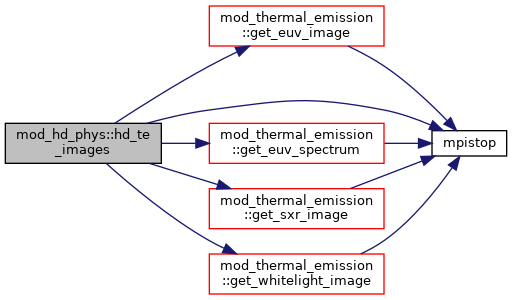 mod_thermal_emission
::get_euv_image
mod_hd_phys::hd_te
_images
mod_thermal_emission
::get_euv_spectrum
mpistop
mod_thermal_emission
::get_sxr_image
mod_thermal_emission
::get_whitelight_image